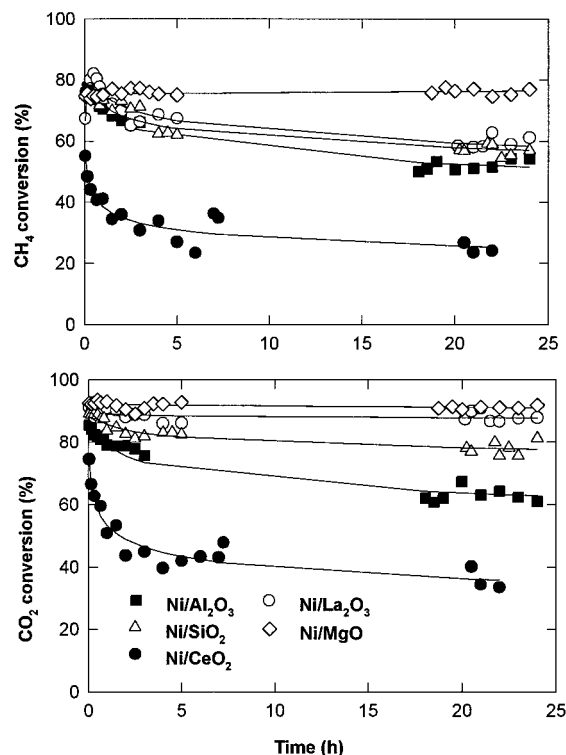 100
80
60
40
20
0
CH₄ conversion (%)
0 5 10 15 20 25
100
80
60
40
20
0
CO₂ conversion (%)
Ni/Al₂O₃ Ni/La₂O₃
Ni/SiO₂ Ni/MgO
Ni/CeO₂
0 5 10 15 20 25
Time (h)